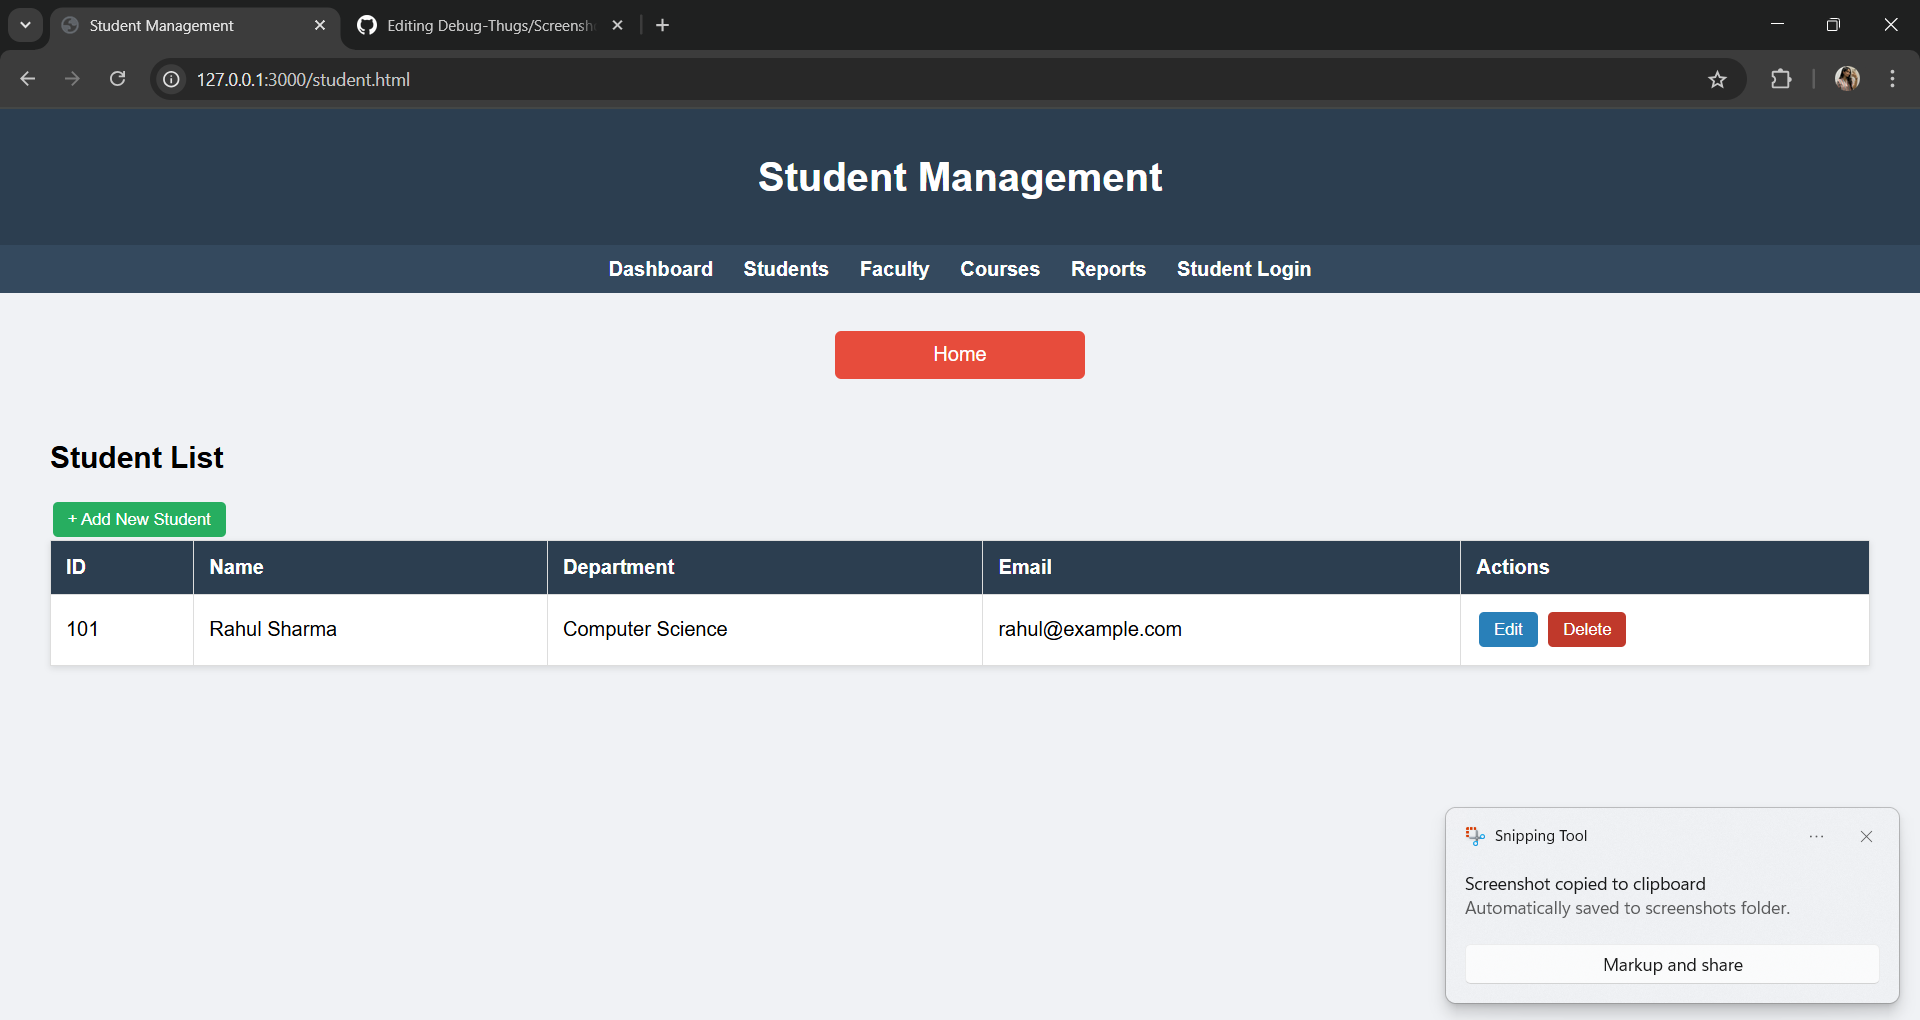 Student Management
Editing Debug-Thugs/Screensh
127.0.0.1:3000/student.html
Student Management
Dashboard Students Faculty Courses Reports Student Login
Home
Student List
+ Add New Student
ID Name Department Email Actions
101 Rahul Sharma Computer Science rahul@example.com Edit Delete
Snipping Tool
Screenshot copied to clipboard
Automatically saved to screenshots folder.
Markup and share